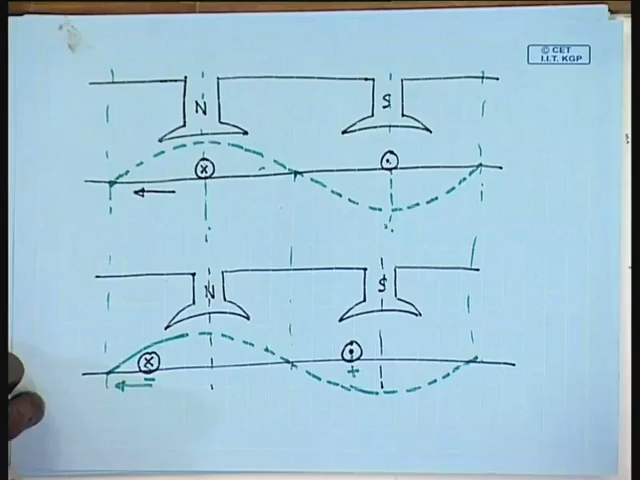 © CET
I.I.T. KGP
N S
x •
N S
x •
+